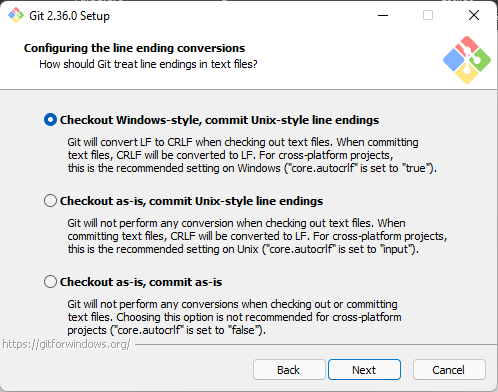 Git 2.36.0 Setup
Configuring the line ending conversions
How should Git treat line endings in text files?
Checkout Windows-style, commit Unix-style line endings
Git will convert LF to CRLF when checking out text files. When committing
text files, CRLF will be converted to LF. For cross-platform projects,
this is the recommended setting on Windows ("core.autocrlf" is set to "true").
Checkout as-is, commit Unix-style line endings
Git will not perform any conversion when checking out text files. When
committing text files, CRLF will be converted to LF. For cross-platform projects,
this is the recommended setting on Unix ("core.autocrlf" is set to "input").
Checkout as-is, commit as-is
Git will not perform any conversions when checking out or committing
text files. Choosing this option is not recommended for cross-platform
projects ("core.autocrlf" is set to "false").
https://gitforwindows.org/
Back Next Cancel